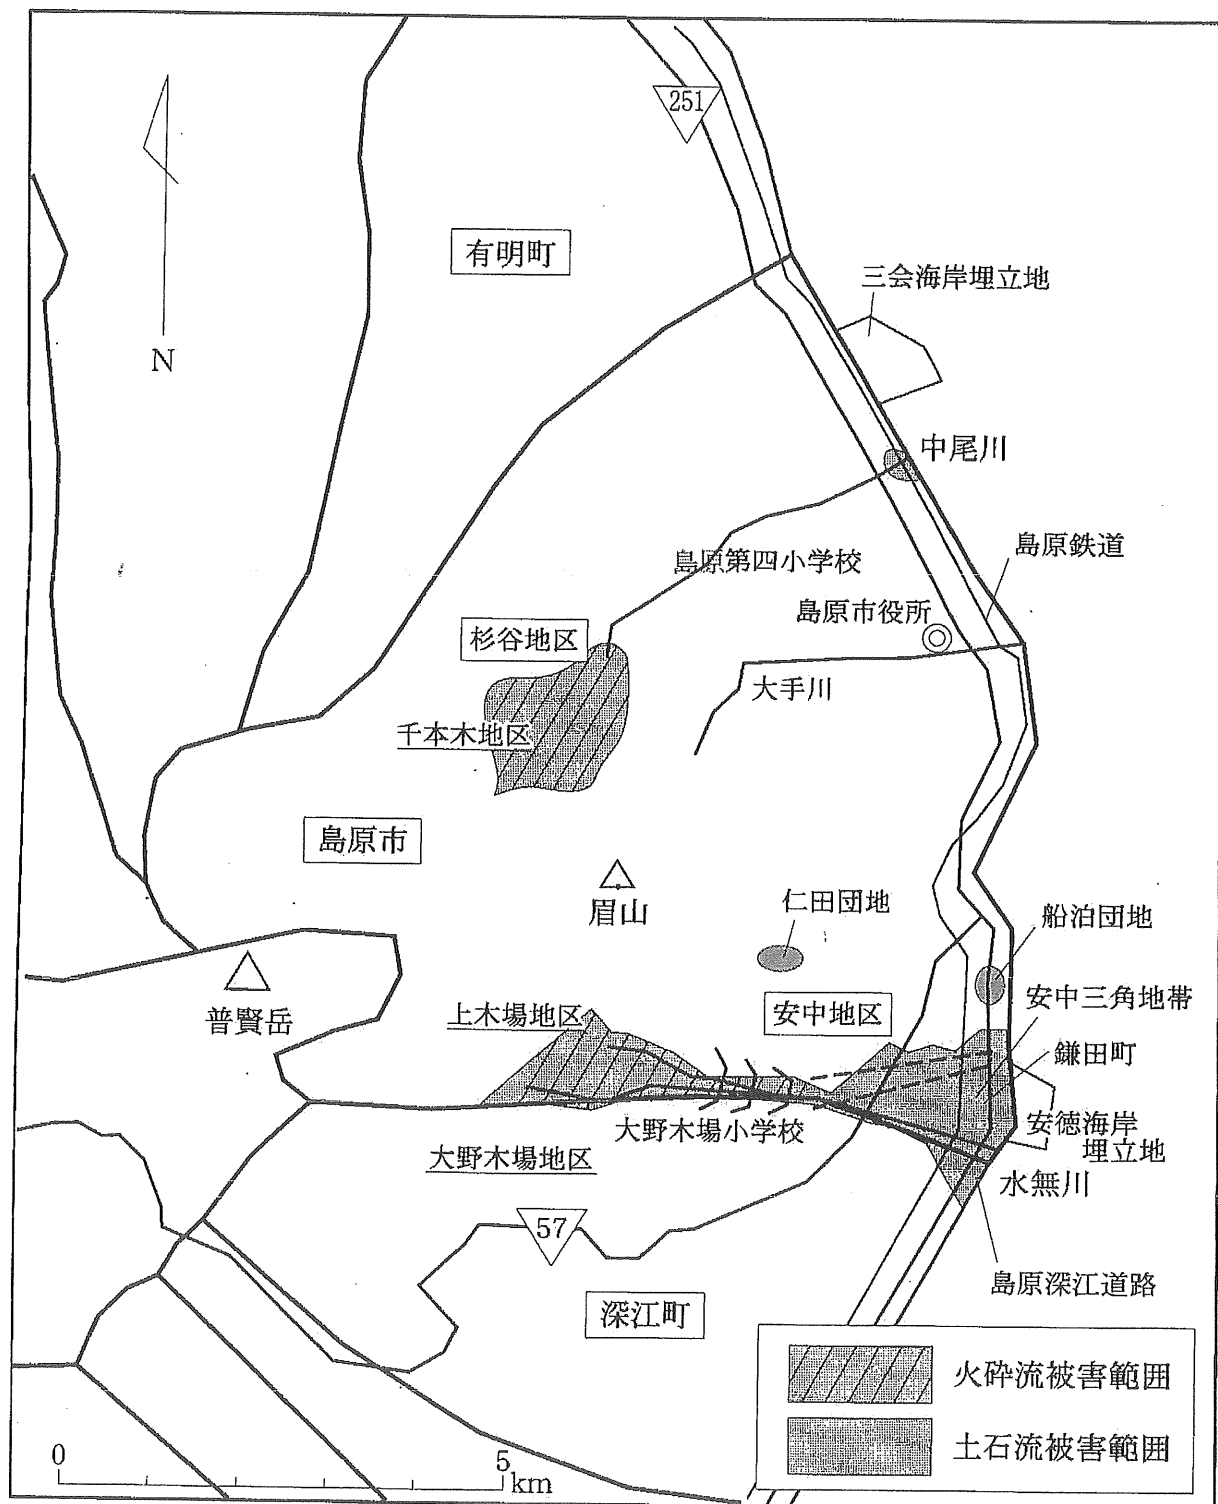 251
有明町
三会海岸埋立地
N
中尾川
島原鉄道
島原第四小学校
島原市役所
杉谷地区
大手川
千本木地区
島原市
眉山
仁田団地
船泊団地
普賢岳
上木場地区
安中地区
安中三角地帯
鎌田町
大野木場小学校
安徳海岸
埋立地
大野木場地区
水無川
57
島原深江道路
深江町
火砕流被害範囲
土石流被害範囲
0
5
km